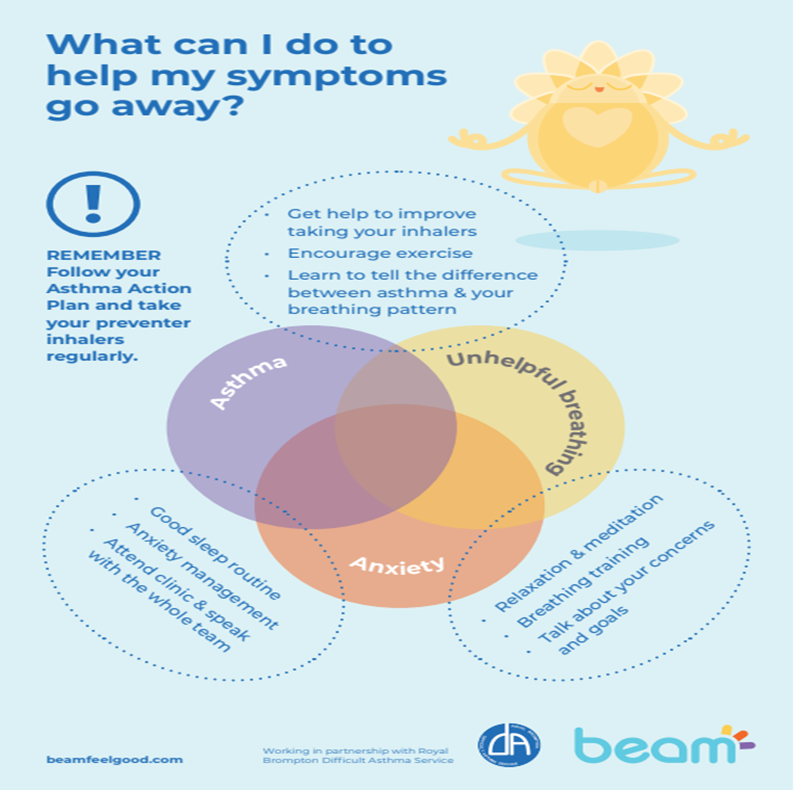 What can I do to
help my symptoms
go away?
!
REMEMBER
Follow your
Asthma Action
Plan and take
your preventer
inhalers
regularly.
• Get help to improve
taking your inhalers
• Encourage exercise
• Learn to tell the difference
between asthma & your
breathing pattern
Asthma
Unhelpful breathing
Anxiety
• Good sleep routine
• Anxiety management
• Attend clinic & speak
with the whole team
• Relaxation & meditation
• Breathing training
• Talk about your concerns
and goals
beamfeelgood.com
Working in partnership with Royal
Brompton Difficult Asthma Service
dA
beam